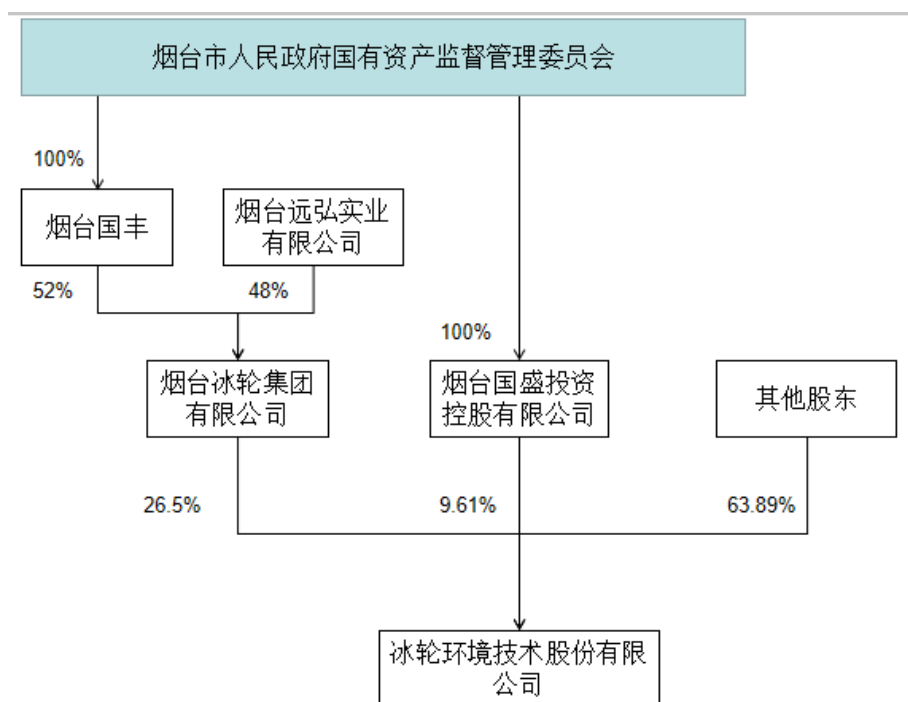 烟台市人民政府国有资产监督管理委员会
100%
烟台国丰
烟台远弘实业
有限公司
52%
48%
100%
烟台冰轮集团
有限公司
烟台国盛投资
控股有限公司
其他股东
26.5%
9.61%
63.89%
冰轮环境技术股份有限
公司